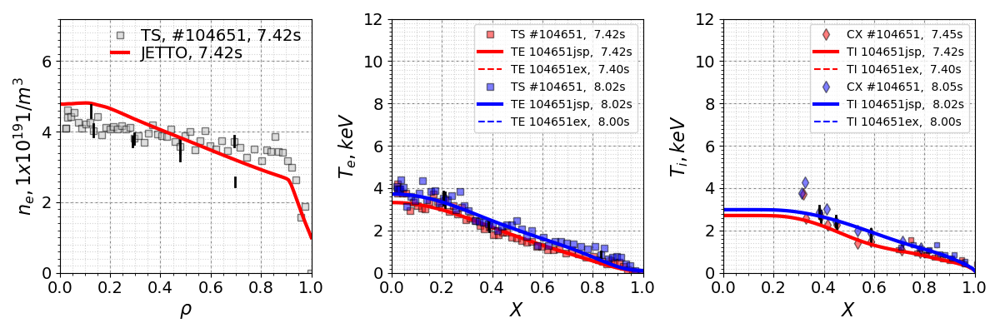 TS, #104651, 7.42s
JETTO, 7.42s
n_e, 1x10^19 1/m^3
0
2
4
6
0.0 0.2 0.4 0.6 0.8 1.0
ρ
TS #104651, 7.42s
TE 104651jsp, 7.42s
TE 104651ex, 7.40s
TS #104651, 8.02s
TE 104651jsp, 8.02s
TE 104651ex, 8.00s
T_e, keV
12
10
8
6
4
2
0
0.0 0.2 0.4 0.6 0.8 1.0
X
CX #104651, 7.45s
TI 104651jsp, 7.42s
TI 104651ex, 7.40s
CX #104651, 8.05s
TI 104651jsp, 8.02s
TI 104651ex, 8.00s
T_i, keV
12
10
8
6
4
2
0
0.0 0.2 0.4 0.6 0.8 1.0
X